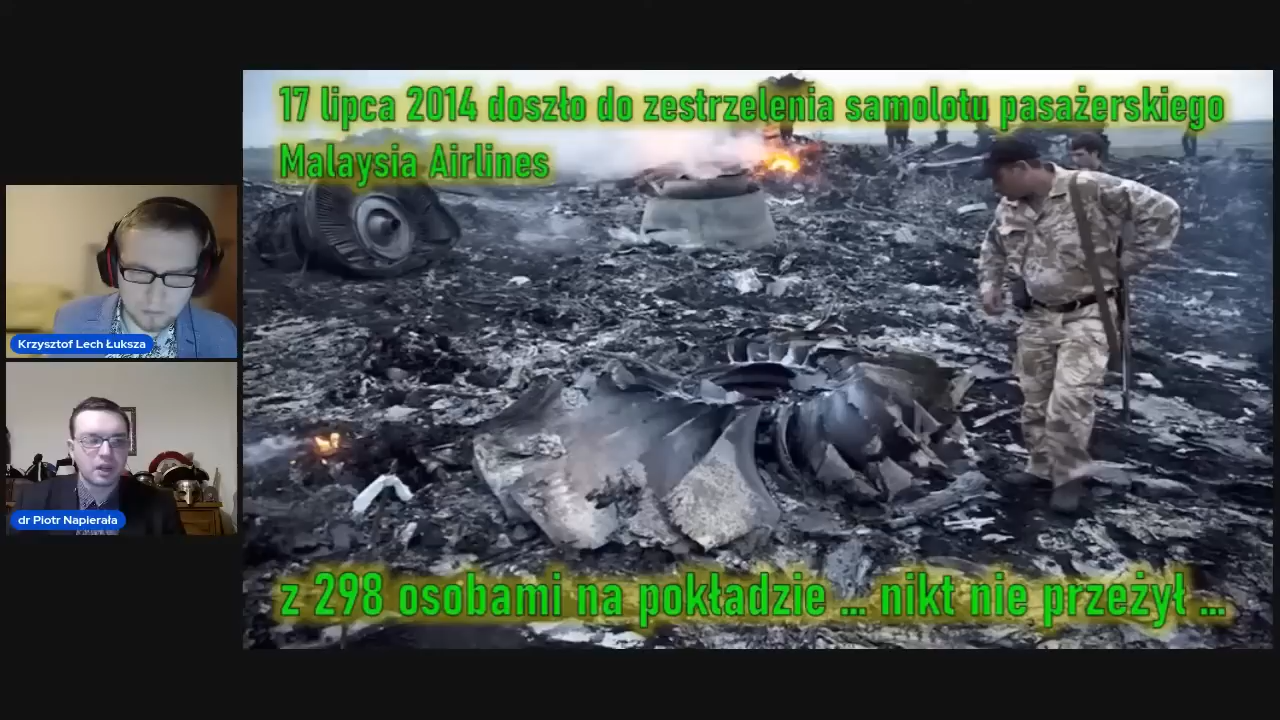 17 lipca 2014 doszło do zestrzelenia samolotu pasażerskiego
Malaysia Airlines
Krzysztof Lech Łuksza
dr Piotr Napierała
z 298 osobami na pokładzie ... nikt nie przeżył ...